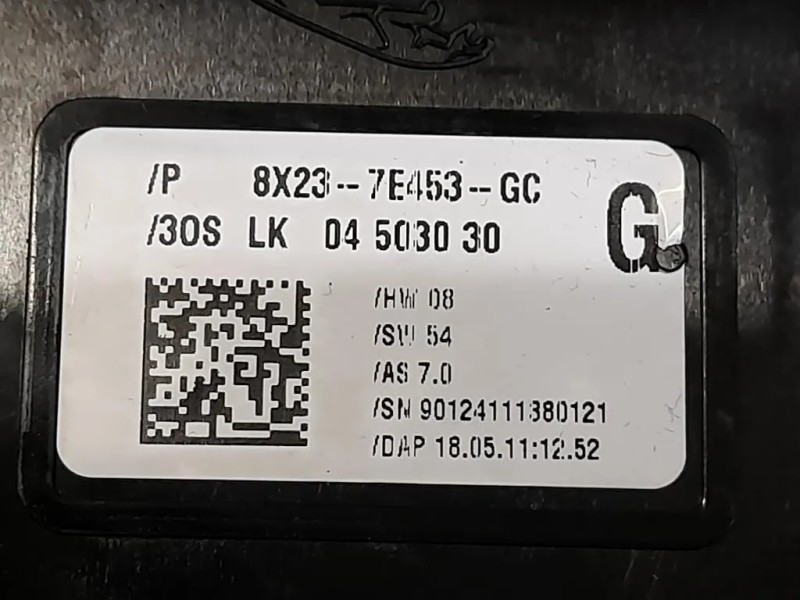 /P 8X23--7E453--GC
/3OS LK 04 5030 30
G
/HW 08
/SW 54
/AS 7.0
/SN 90124111380121
/DAP 18.05.11:12.52